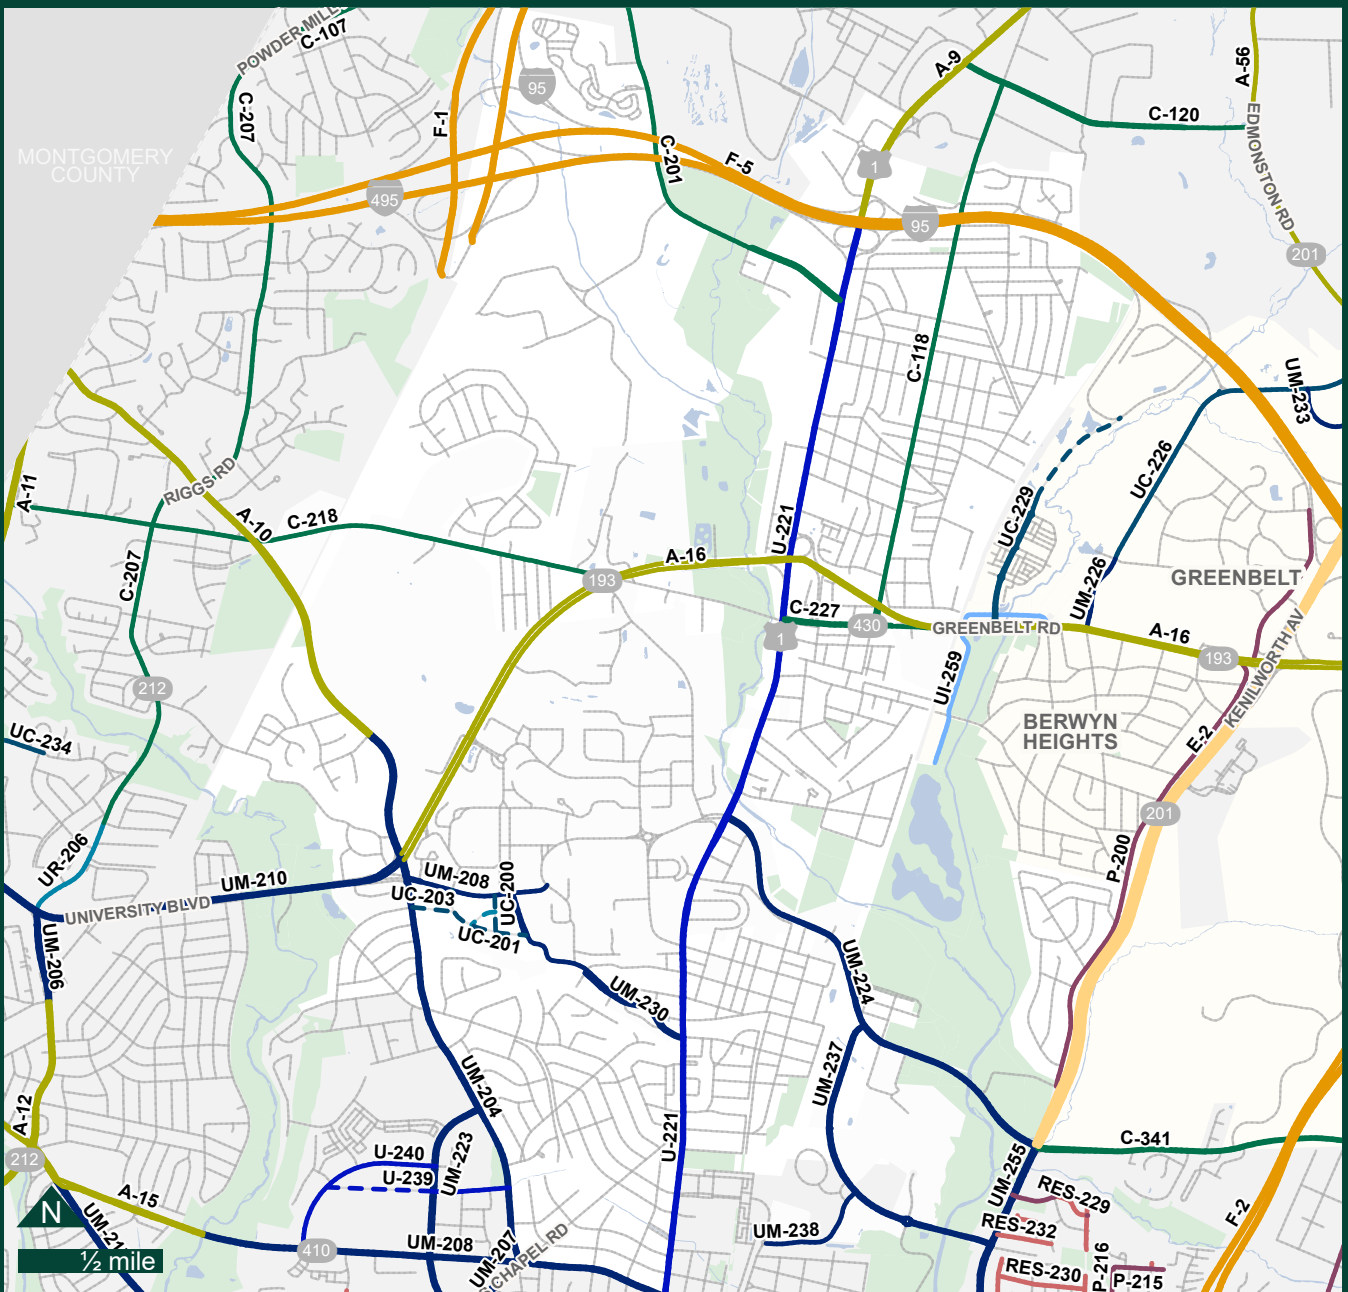 POWDER MILL
C-107
C-207
95
F-1
A-9
A-56
C-120
EDMONSTON RD
MONTGOMERY
COUNTY
C-201
F-5
1
495
95
201
C-118
UM-233
A-11
RIGGS RD
A-10
C-218
UC-226
UC-229
U-221
A-16
193
C-207
UM-226
GREENBELT
C-227
430
GREENBELT RD
1
A-16
193
KENILWORTH AV
212
UI-259
UC-234
BERWYN
HEIGHTS
E-2
201
UR-206
P-200
UM-210
UM-208
UC-200
UC-203
UNIVERSITY BLVD
UC-201
UM-206
UM-230
UM-224
UM-237
UM-204
A-12
U-221
212
U-240
UM-223
C-341
U-239
UM-255
A-15
RES-229
N
UM-21
RES-232
F-2
UM-238
410
UM-208
UM-207
CHAPEL RD
½ mile
RES-230
P-216
P-215